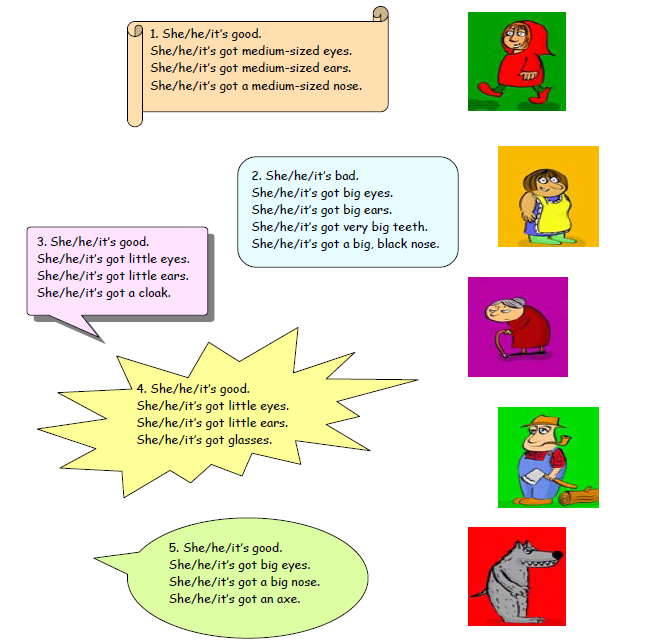 1. She/he/it's good.
She/he/it's got medium-sized eyes.
She/he/it's got medium-sized ears.
She/he/it's got a medium-sized nose.
2. She/he/it's bad.
She/he/it's got big eyes.
She/he/it's got big ears.
She/he/it's got very big teeth.
She/he/it's got a big, black nose.
3. She/he/it's good.
She/he/it's got little eyes.
She/he/it's got little ears.
She/he/it's got a cloak.
4. She/he/it's good.
She/he/it's got little eyes.
She/he/it's got little ears.
She/he/it's got glasses.
5. She/he/it's good.
She/he/it's got big eyes.
She/he/it's got a big nose.
She/he/it's got an axe.